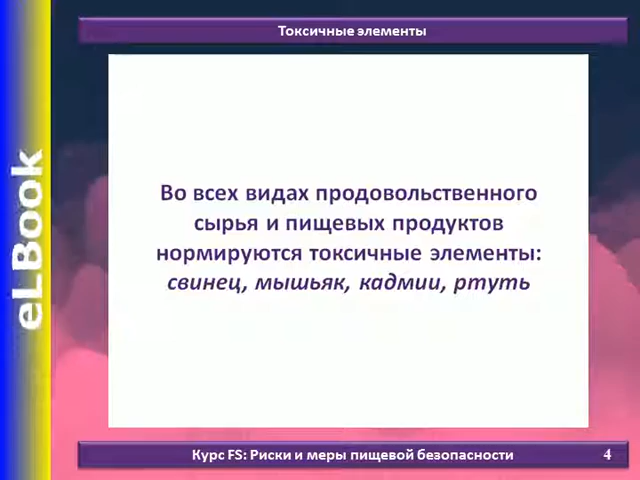 Токсичные элементы
eLBook
Во всех видах продовольственного
сырья и пищевых продуктов
нормируются токсичные элементы:
свинец, мышьяк, кадмии, ртуть
Курс FS: Риски и меры пищевой безопасности 4